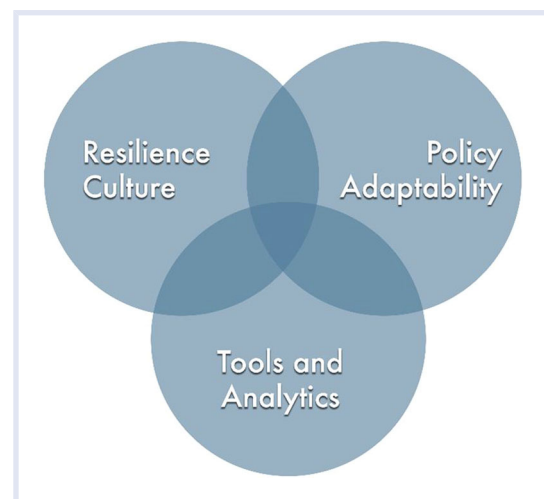 Resilience
Culture
Policy
Adaptability
Tools and
Analytics